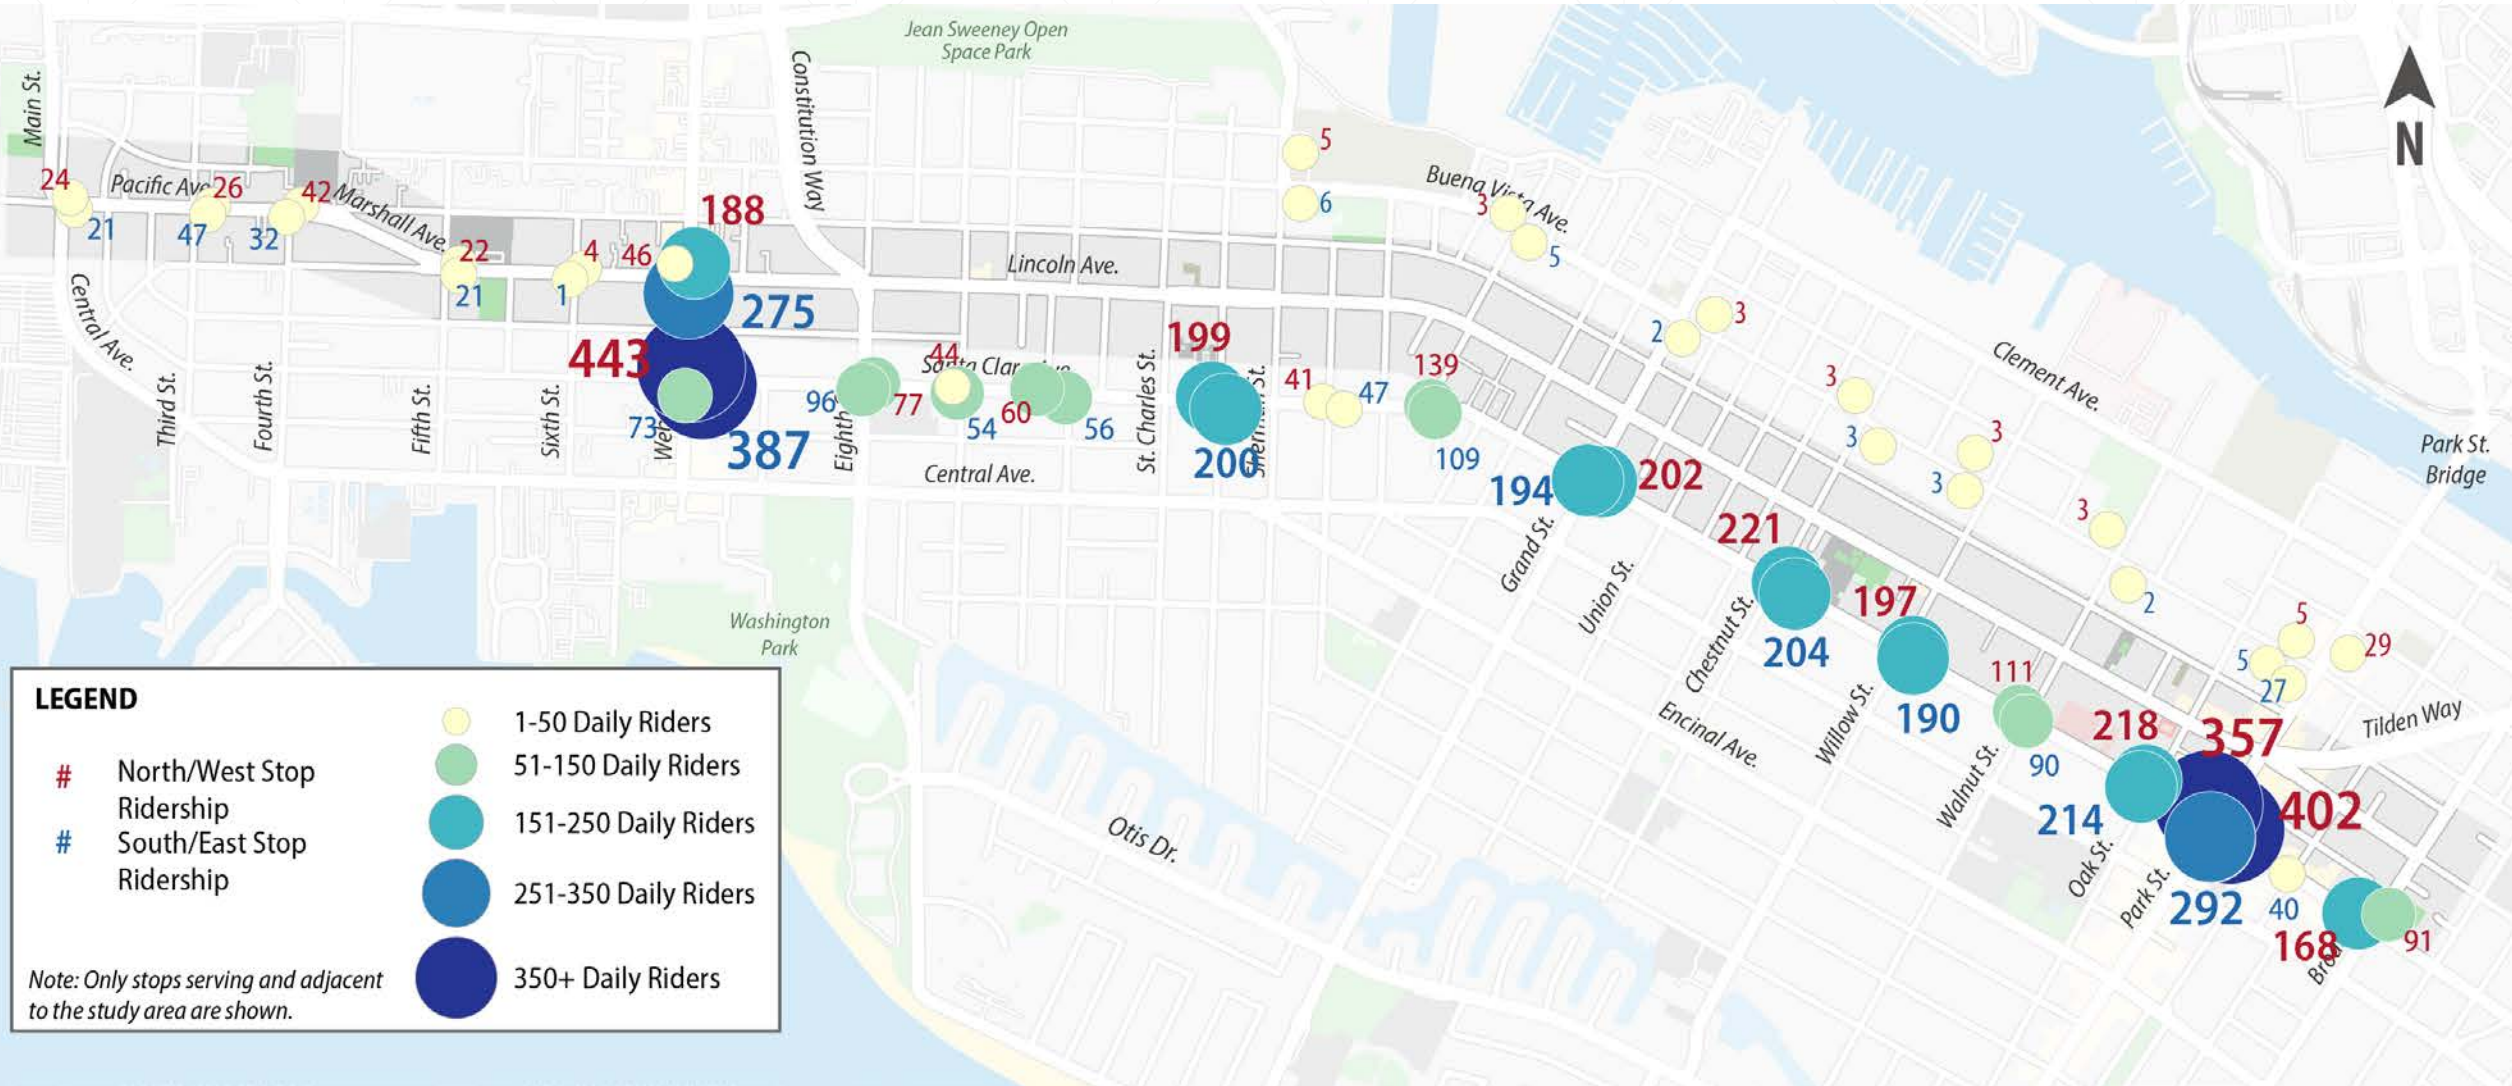 Jean Sweeney Open
Space Park
Main St.
Constitution Way
N
5
Buena Vista Ave.
24
Pacific Ave
26
42
Marshall Ave.
3
6
188
21
47
32
22
4
46
Lincoln Ave.
5
21
1
275
3
2
Central Ave.
443
199
44
139
Clement Ave.
3
41
47
96
77
60
73
54
56
3
3
Park St.
Bridge
Third St.
Fourth St.
Fifth St.
Sixth St.
387
Eighth
St. Charles St.
200
109
Central Ave.
194
202
3
3
221
Grand St.
Union St.
197
2
Washington
Park
204
Chestnut St.
5
29
5
27
111
190
Encinal Ave.
Willow St.
Tilden Way
218
357
90
Walnut St.
402
214
Otis Dr.
Oak St.
Park St.
292
40
168
91
LEGEND
# North/West Stop
Ridership
# South/East Stop
Ridership
1-50 Daily Riders
51-150 Daily Riders
151-250 Daily Riders
251-350 Daily Riders
350+ Daily Riders
Note: Only stops serving and adjacent
to the study area are shown.